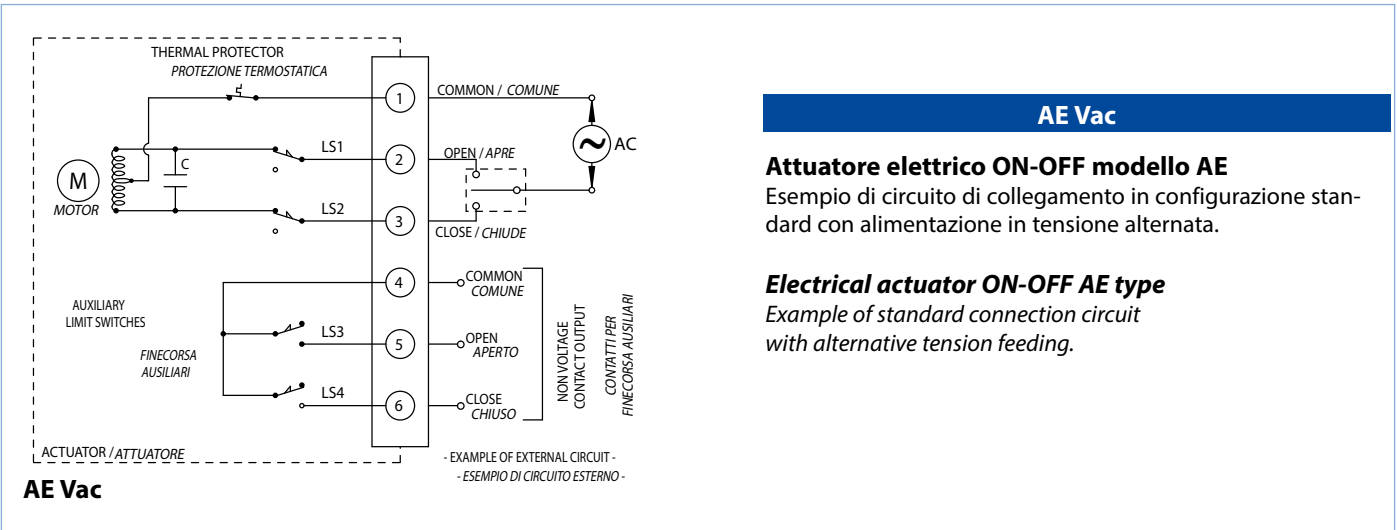 THERMAL PROTECTOR
PROTEZIONE TERMOSTATICA
1
COMMON / COMUNE
AC
LS1
2
OPEN / APRE
C
M
MOTOR
LS2
3
CLOSE / CHIUDE
4
COMMON
COMUNE
AUXILIARY
LIMIT SWITCHES
FINECORSA
AUSILIARI
LS3
5
OPEN
APERTO
LS4
6
CLOSE
CHIUSO
NON VOLTAGE
CONTACT OUTPUT
CONTATTI PER
FINECORSA AUSILIARI
ACTUATOR / ATTUATORE
- EXAMPLE OF EXTERNAL CIRCUIT -
- ESEMPIO DI CIRCUITO ESTERNO -
AE Vac
AE Vac
Attuatore elettrico ON-OFF modello AE
Esempio di circuito di collegamento in configurazione stan-
dard con alimentazione in tensione alternata.
Electrical actuator ON-OFF AE type
Example of standard connection circuit
with alternative tension feeding.